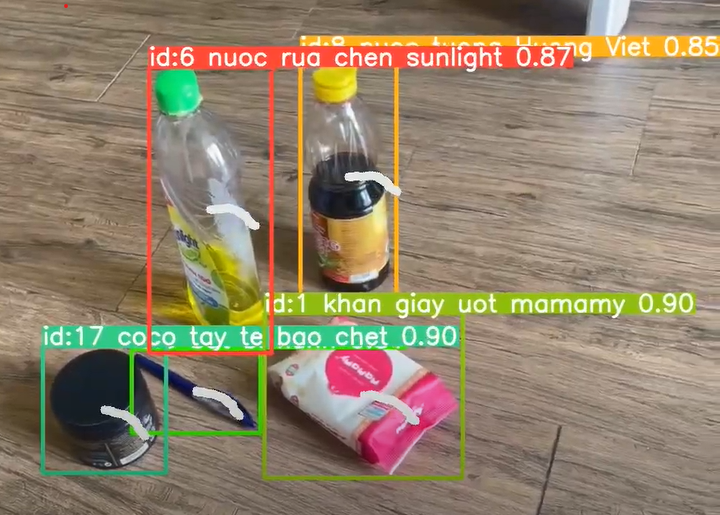 id:8 nuoc tuong Huong Viet 0.85
id:6 nuoc rua chen sunlight 0.87
id:1 khan giay uot mamamy 0.90
id:17 coco tay te bao chet 0.90
Mamamy